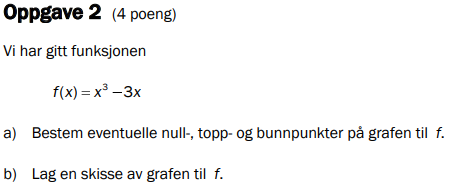 Oppgave 2 (4 poeng)
Vi har gitt funksjonen
f(x) = x³ − 3x
a) Bestem eventuelle null-, topp- og bunnpunkter på grafen til f.
b) Lag en skisse av grafen til f.